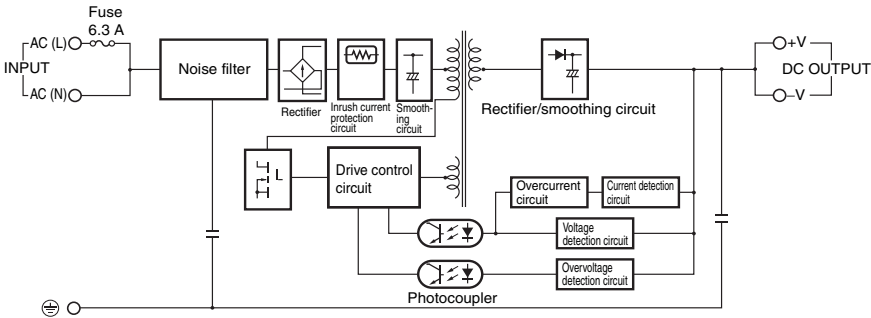 Fuse
6.3 A
AC (L)
INPUT
AC (N)
Noise filter
Rectifier
Inrush current
protection
circuit
Smooth-
ing
circuit
Rectifier/smoothing circuit
+V
DC OUTPUT
–V
Drive control
circuit
Overcurrent
circuit
Current detection
circuit
Voltage
detection circuit
Overvoltage
detection circuit
Photocoupler